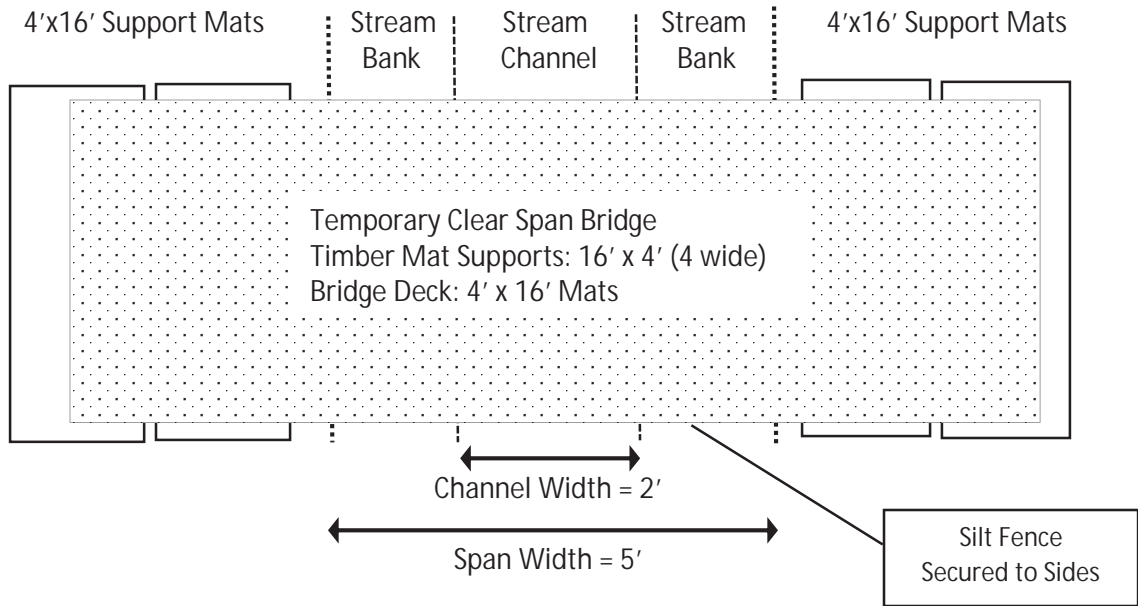 4′x16′ Support Mats
Stream
Bank
Stream
Channel
Stream
Bank
4′x16′ Support Mats
Temporary Clear Span Bridge
Timber Mat Supports: 16′ x 4′ (4 wide)
Bridge Deck: 4′ x 16′ Mats
Channel Width = 2′
Span Width = 5′
Silt Fence
Secured to Sides